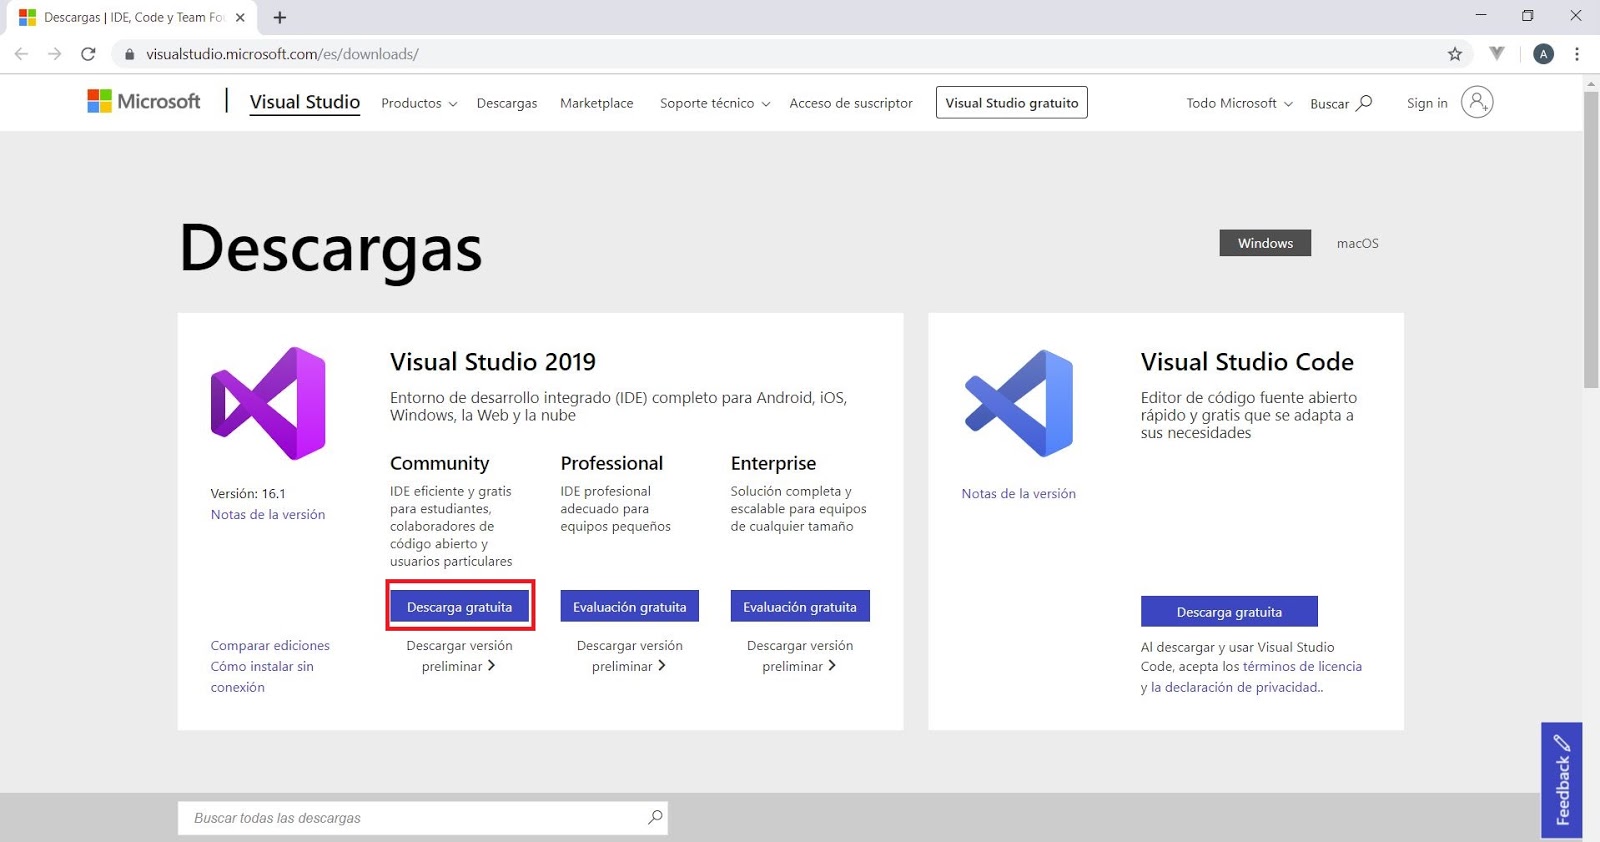 Descargas | IDE, Code y Team Fou
visualstudio.microsoft.com/es/downloads/
A
Microsoft
Visual Studio
Productos
Descargas
Marketplace
Soporte técnico
Acceso de suscriptor
Visual Studio gratuito
Todo Microsoft
Buscar
Sign in
Descargas
Windows
macOS
Visual Studio 2019
Entorno de desarrollo integrado (IDE) completo para Android, iOS,
Windows, la Web y la nube
Versión: 16.1
Notas de la versión
Comparar ediciones
Cómo instalar sin
conexión
Community
IDE eficiente y gratis
para estudiantes,
colaboradores de
código abierto y
usuarios particulares
Descarga gratuita
Descargar versión
preliminar
Professional
IDE profesional
adecuado para
equipos pequeños
Evaluación gratuita
Descargar versión
preliminar
Enterprise
Solución completa y
escalable para equipos
de cualquier tamaño
Evaluación gratuita
Descargar versión
preliminar
Visual Studio Code
Editor de código fuente abierto
rápido y gratis que se adapta a
sus necesidades
Notas de la versión
Descarga gratuita
Al descargar y usar Visual Studio
Code, acepta los términos de licencia
y la declaración de privacidad..
Feedback
Buscar todas las descargas